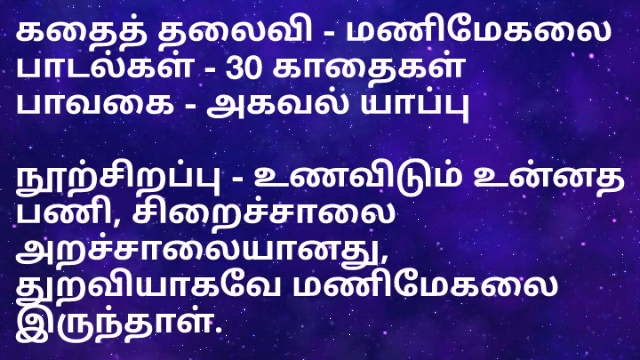 கதைத் தலைவி - மணிமேகலை
பாடல்கள் - 30 காதைகள்
பாவகை - அகவல் யாப்பு
நூற்சிறப்பு - உணவிடும் உன்னத
பணி, சிறைச்சாலை
அறச்சாலையானது,
துறவியாகவே மணிமேகலை
இருந்தாள்.